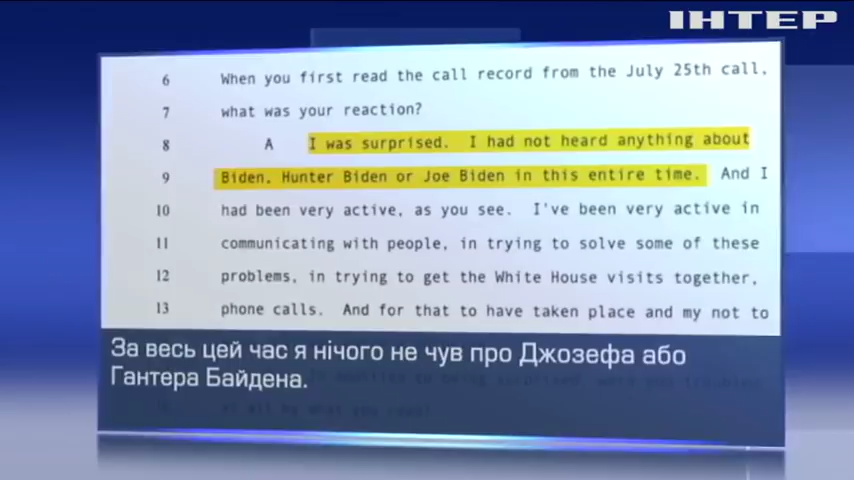 ІНТЕР
6 When you first read the call record from the July 25th call,
7 what was your reaction?
8 A I was surprised. I had not heard anything about
9 Biden, Hunter Biden or Joe Biden in this entire time. And I
10 had been very active, as you see. I've been very active in
11 communicating with people, in trying to solve some of these
12 problems, in trying to get the White House visits together,
13 phone calls. And for that to have taken place and my not to
За весь цей час я нічого не чув про Джозефа або
Гантера Байдена.